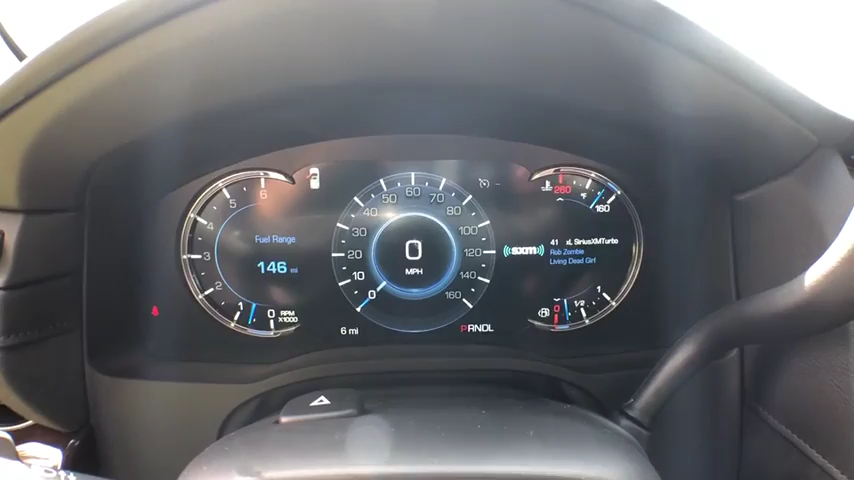 6
5
4
3
2
1
0
RPM
X1000
Fuel Range
146 mi
6 mi
0
10
20
30
40
50
60
70
80
100
120
140
160
0
MPH
PRNDL
260
°F
160
sxm
41 xL SiriusXMTurbo
Rob Zombie
Living Dead Girl
0
1/2
1